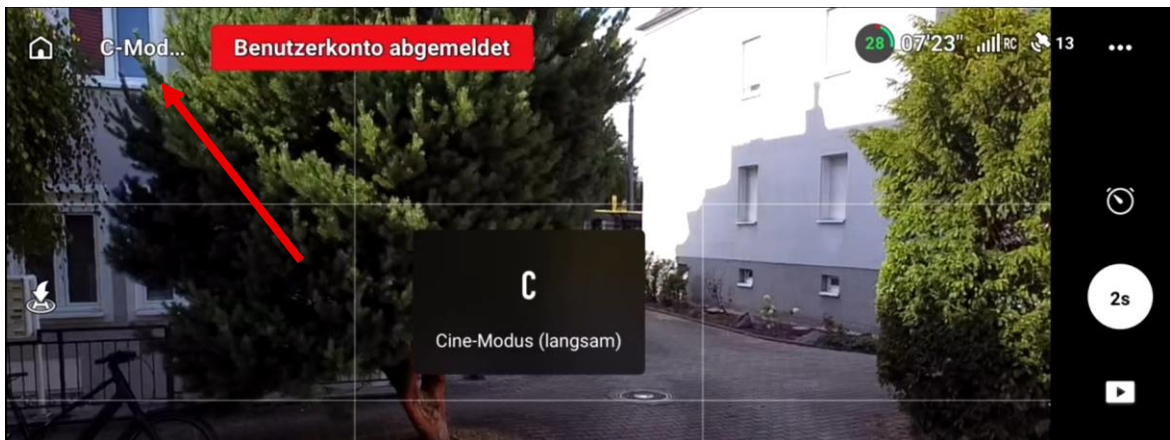 C-Mod...
Benutzerkonto abgemeldet
28 07'23" RC 13
C
Cine-Modus (langsam)
2s